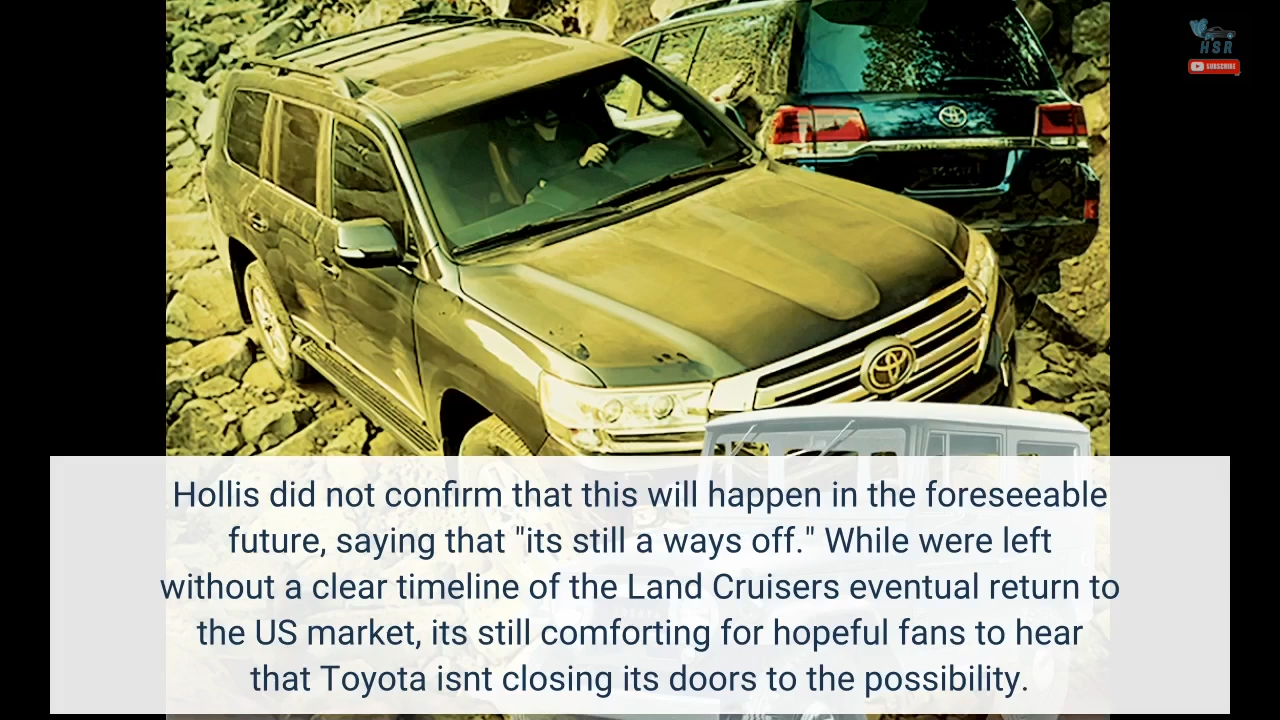 HSR
SUBSCRIBE
Hollis did not confirm that this will happen in the foreseeable
future, saying that "its still a ways off." While were left
without a clear timeline of the Land Cruisers eventual return to
the US market, its still comforting for hopeful fans to hear
that Toyota isnt closing its doors to the possibility.